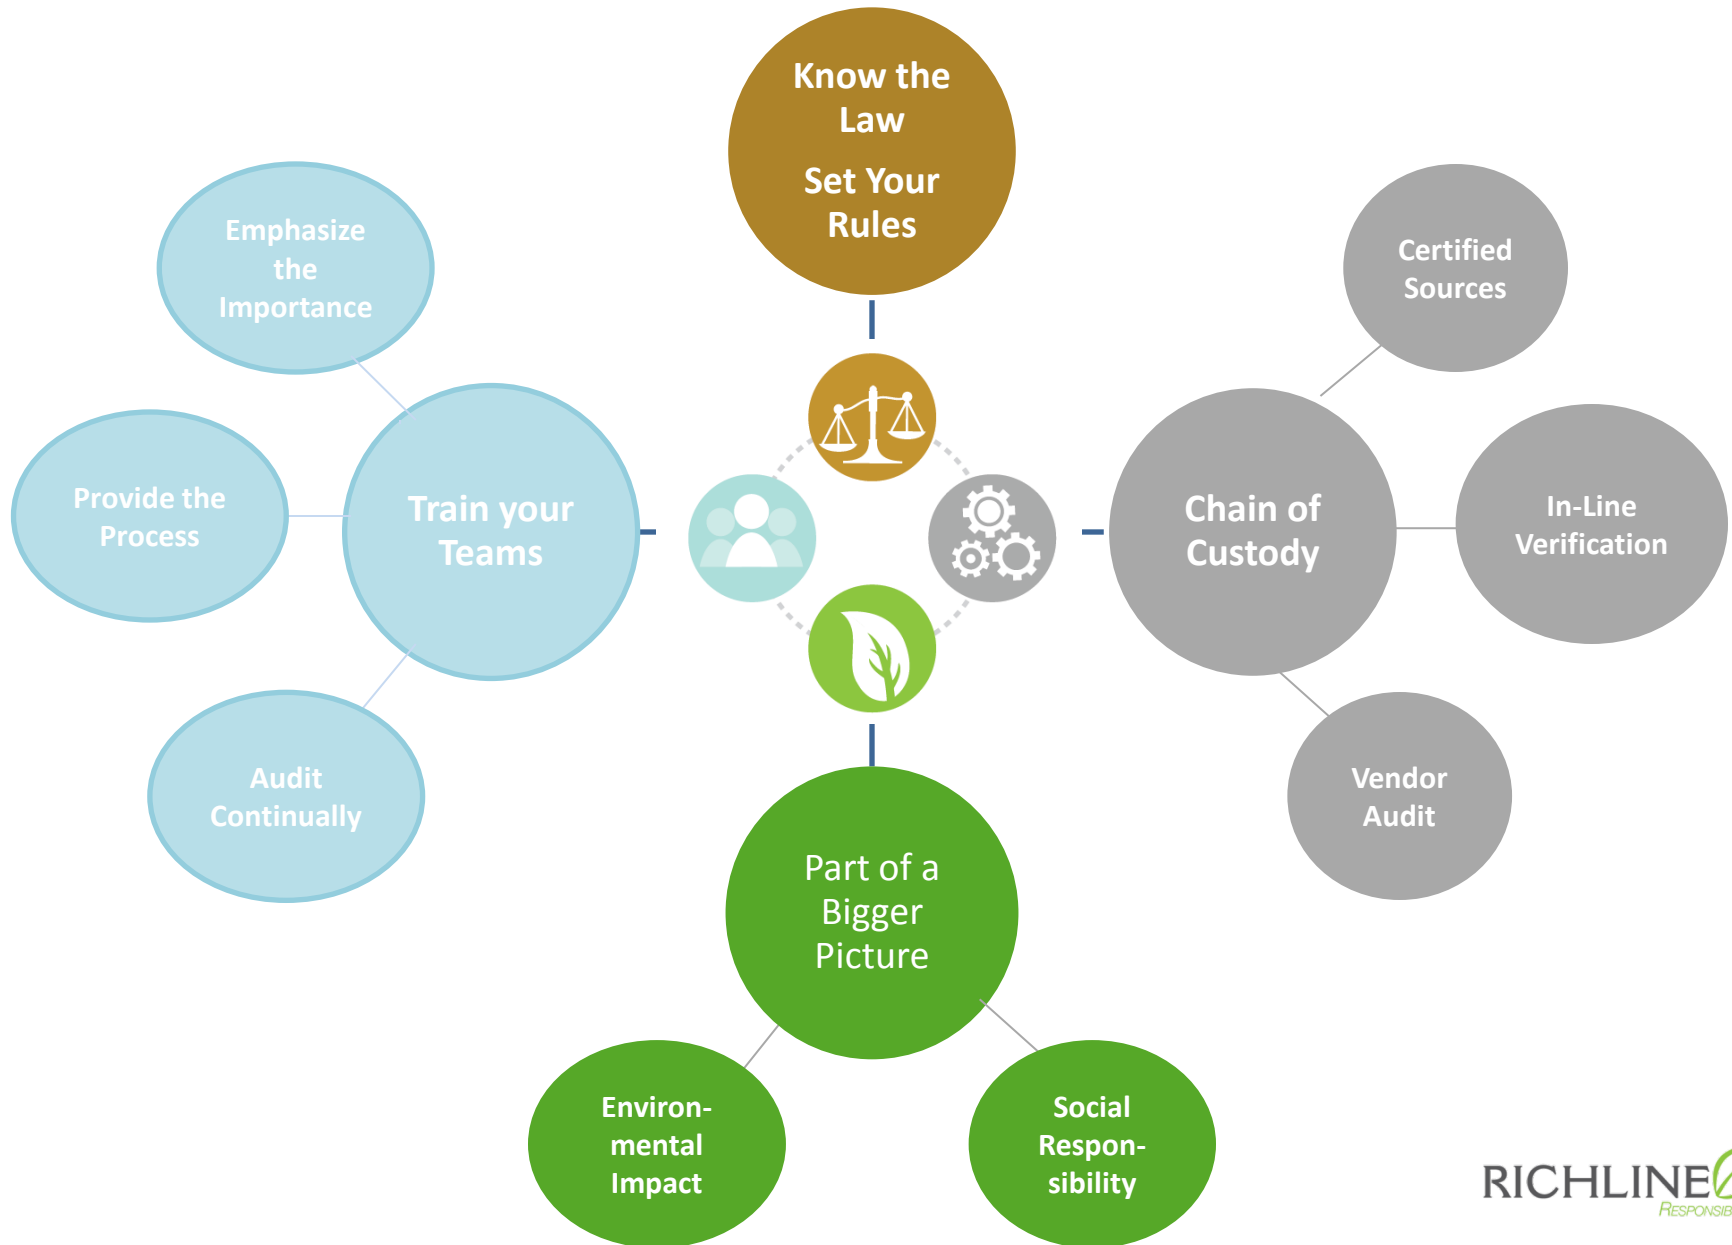 Know the
Law
Set Your
Rules
Emphasize
the
Importance
Provide the
Process
Audit
Continually
Train your
Teams
Chain of
Custody
Certified
Sources
In-Line
Verification
Vendor
Audit
Part of a
Bigger
Picture
Environ-
mental
Impact
Social
Respon-
sibility
RICHLINE